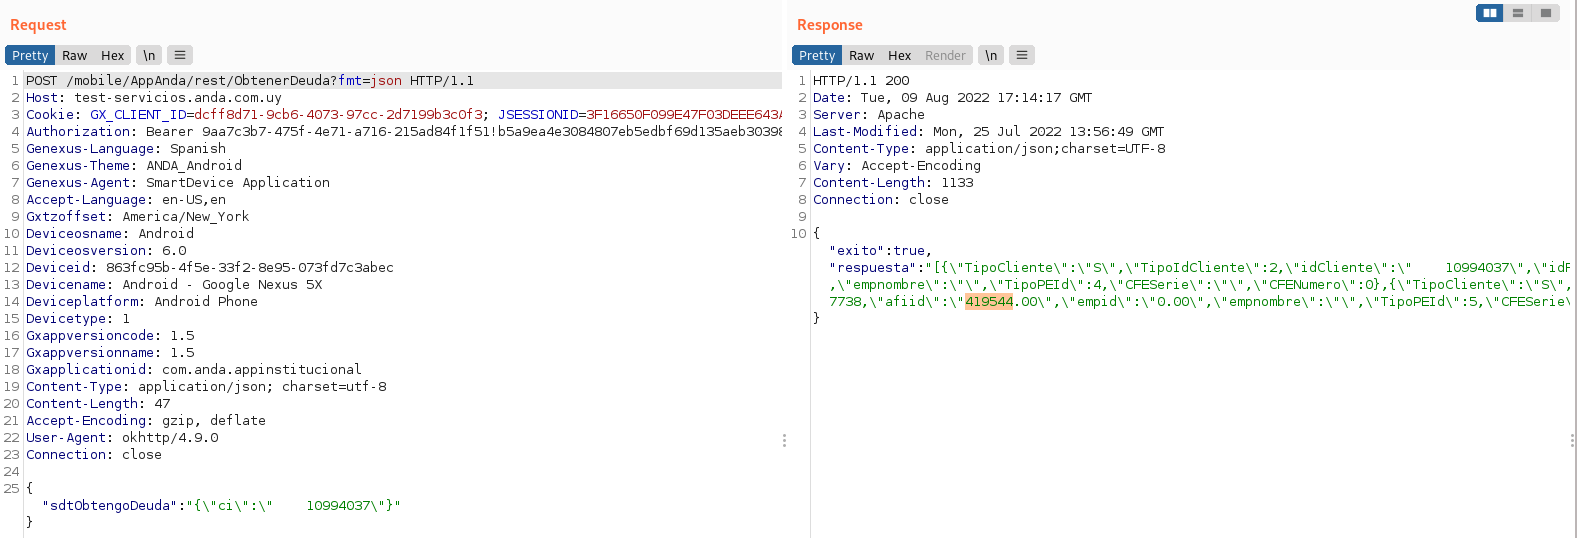 Request
Pretty Raw Hex \n
1 POST /mobile/AppAnda/rest/ObtenerDeuda?fmt=json HTTP/1.1
2 Host: test-servicios.anda.com.uy
3 Cookie: GX_CLIENT_ID=dcff8d71-9cb6-4073-97cc-2d7199b3c0f3; JSESSIONID=3F16650F099E47F03DEEE643
4 Authorization: Bearer 9aa7c3b7-475f-4e71-a716-215ad84f1f51!b5a9ea4e3084807eb5edbf69d135aeb30398
5 Genexus-Language: Spanish
6 Genexus-Theme: ANDA_Android
7 Genexus-Agent: SmartDevice Application
8 Accept-Language: en-US,en
9 Gxtzoffset: America/New_York
10 Deviceosname: Android
11 Deviceosversion: 6.0
12 Deviceid: 863fc95b-4f5e-33f2-8e95-073fd7c3abec
13 Devicename: Android - Google Nexus 5X
14 Deviceplatform: Android Phone
15 Devicetype: 1
16 Gxappversioncode: 1.5
17 Gxappversionname: 1.5
18 Gxapplicationid: com.anda.appinstitucional
19 Content-Type: application/json; charset=utf-8
20 Content-Length: 47
21 Accept-Encoding: gzip, deflate
22 User-Agent: okhttp/4.9.0
23 Connection: close
24
25 {
"sdtObtengoDeuda":"{\"ci\":\"    10994037\"}"
}
Response
Pretty Raw Hex Render \n
1 HTTP/1.1 200
2 Date: Tue, 09 Aug 2022 17:14:17 GMT
3 Server: Apache
4 Last-Modified: Mon, 25 Jul 2022 13:56:49 GMT
5 Content-Type: application/json;charset=UTF-8
6 Vary: Accept-Encoding
7 Content-Length: 1133
8 Connection: close
9
10 {
"exito":true,
"respuesta":"[{\"TipoCliente\":\"S\",\"TipoIdCliente\":2,\"idCliente\":\"    10994037\",\"id
,\"empnombre\":\"\",\"TipoPEId\":4,\"CFESerie\":\"\",\"CFENumero\":0},{\"TipoCliente\":\"S\",
7738,\"afiid\":\"419544.00\",\"empid\":\"0.00\",\"empnombre\":\"\",\"TipoPEId\":5,\"CFESerie\
}